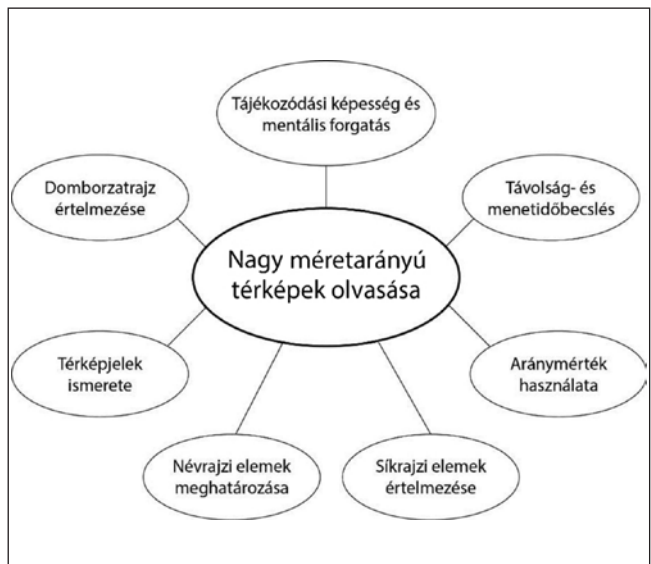 Tájékozódási képesség és
mentális forgatás
Domborzatrajz
értelmezése
Távolság- és
menetidőbecslés
Nagy méretarányú
térképek olvasása
Térképjelek
ismerete
Aránymérték
használata
Névrajzi elemek
meghatározása
Síkrajzi elemek
értelmezése